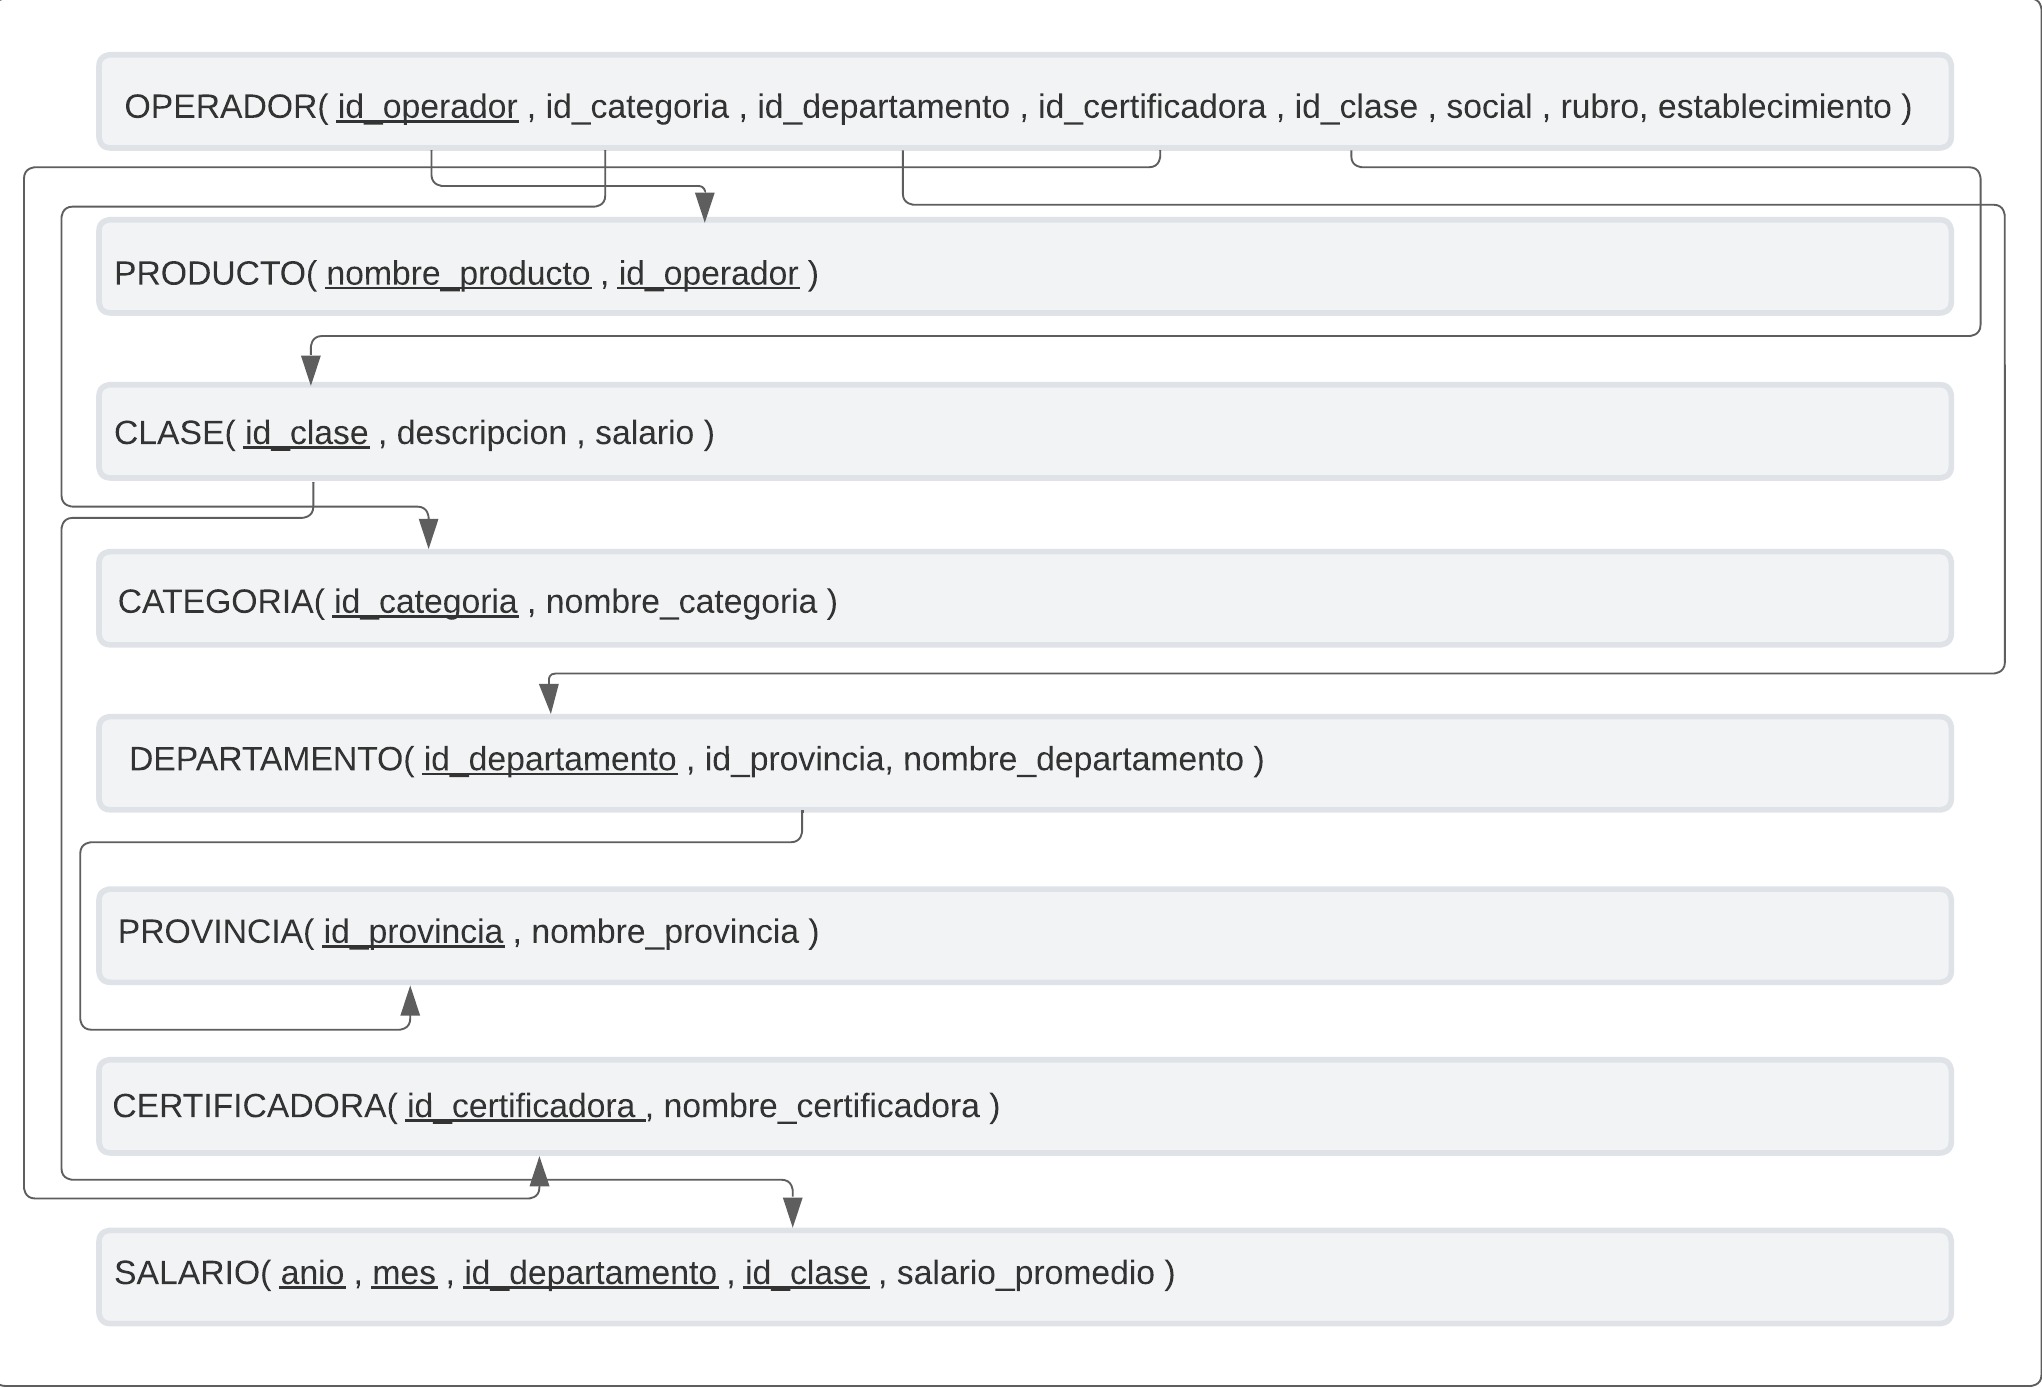 OPERADOR( id_operador , id_categoria , id_departamento , id_certificadora , id_clase , social , rubro, establecimiento )
PRODUCTO( nombre_producto , id_operador )
CLASE( id_clase , descripcion , salario )
CATEGORIA( id_categoria , nombre_categoria )
DEPARTAMENTO( id_departamento , id_provincia, nombre_departamento )
PROVINCIA( id_provincia , nombre_provincia )
CERTIFICADORA( id_certificadora , nombre_certificadora )
SALARIO( anio , mes , id_departamento , id_clase , salario_promedio )